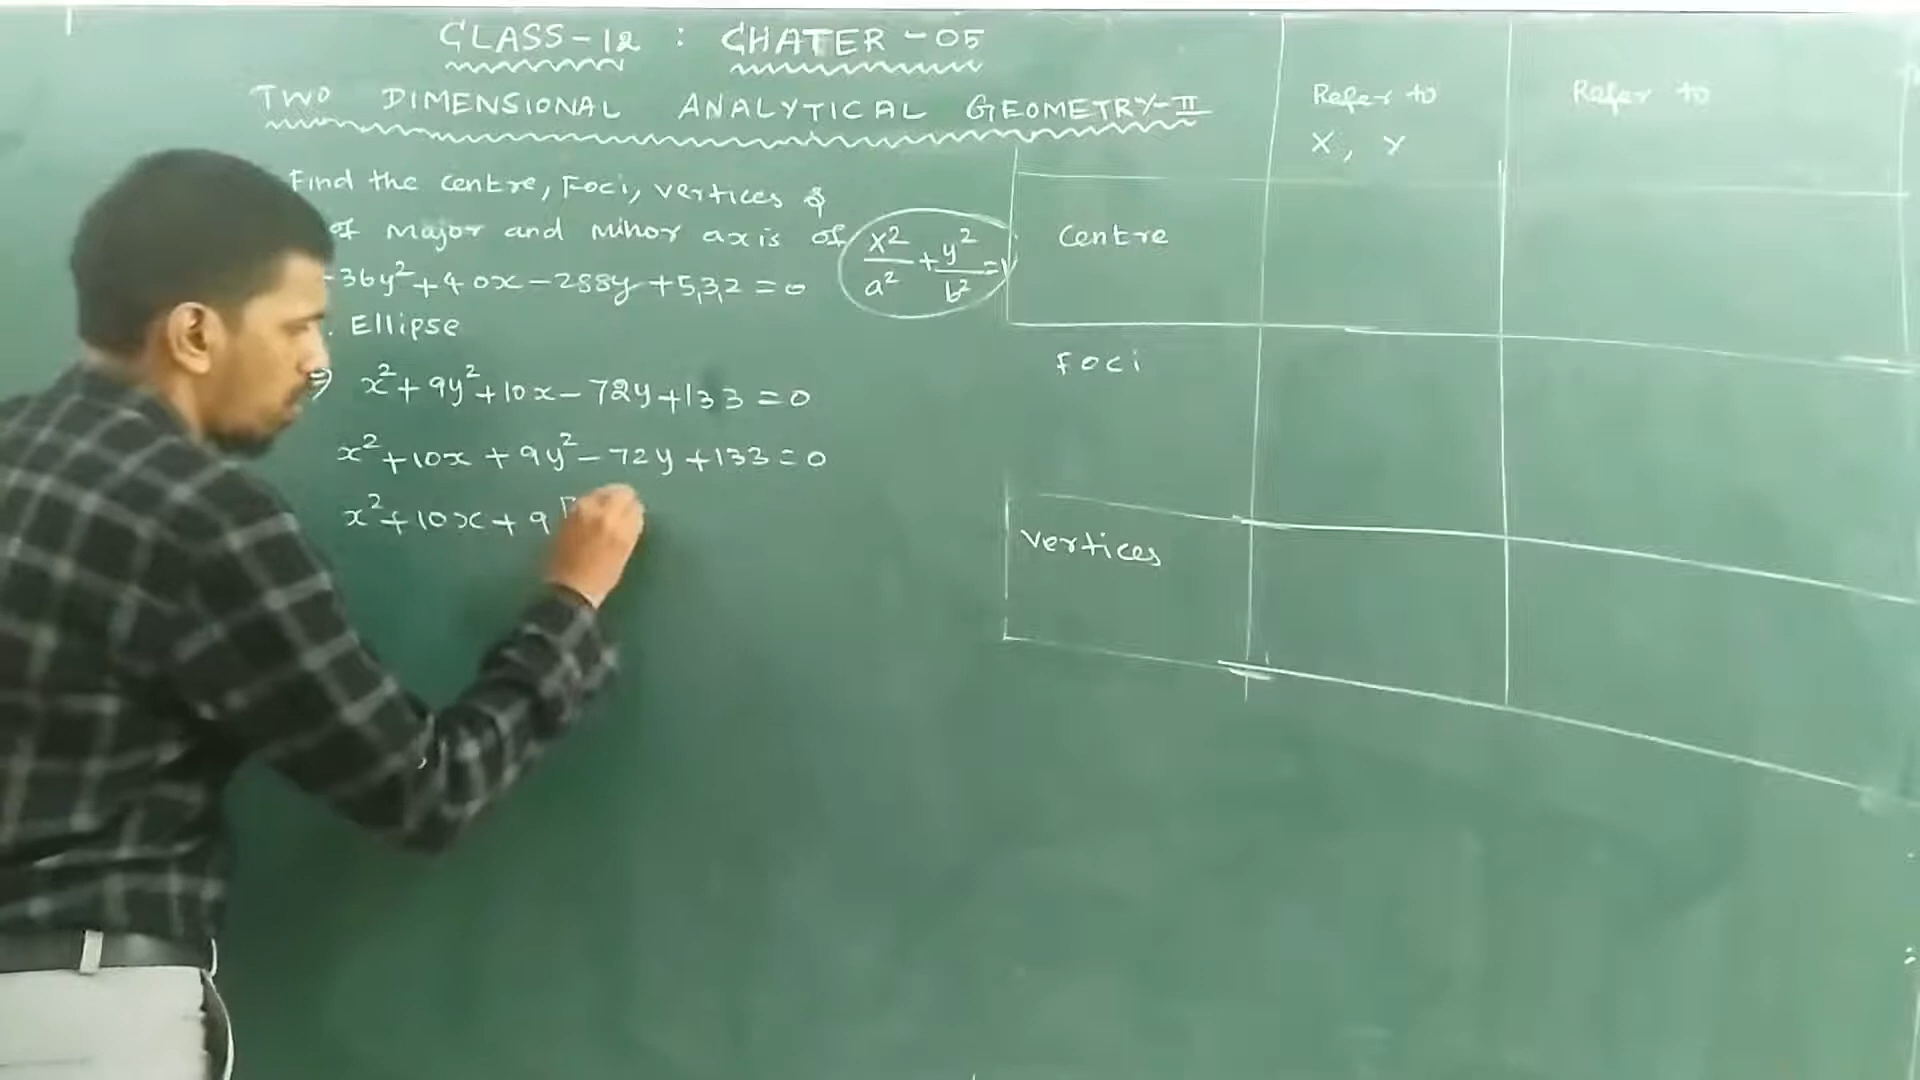 CLASS-12 : CHATER-05
TWO DIMENSIONAL ANALYTICAL GEOMETRY-II
Find the centre, Foci, vertices &
of major and minor axis of
36y²+40x-288y+532=0
x²/a² + y²/b² = 1
Ellipse
⇒ x²+9y²+10x-72y+133=0
x²+10x+9y²-72y+133=0
x²+10x+9[
Refer to
X, Y
Refer to
Centre
Foci
Vertices